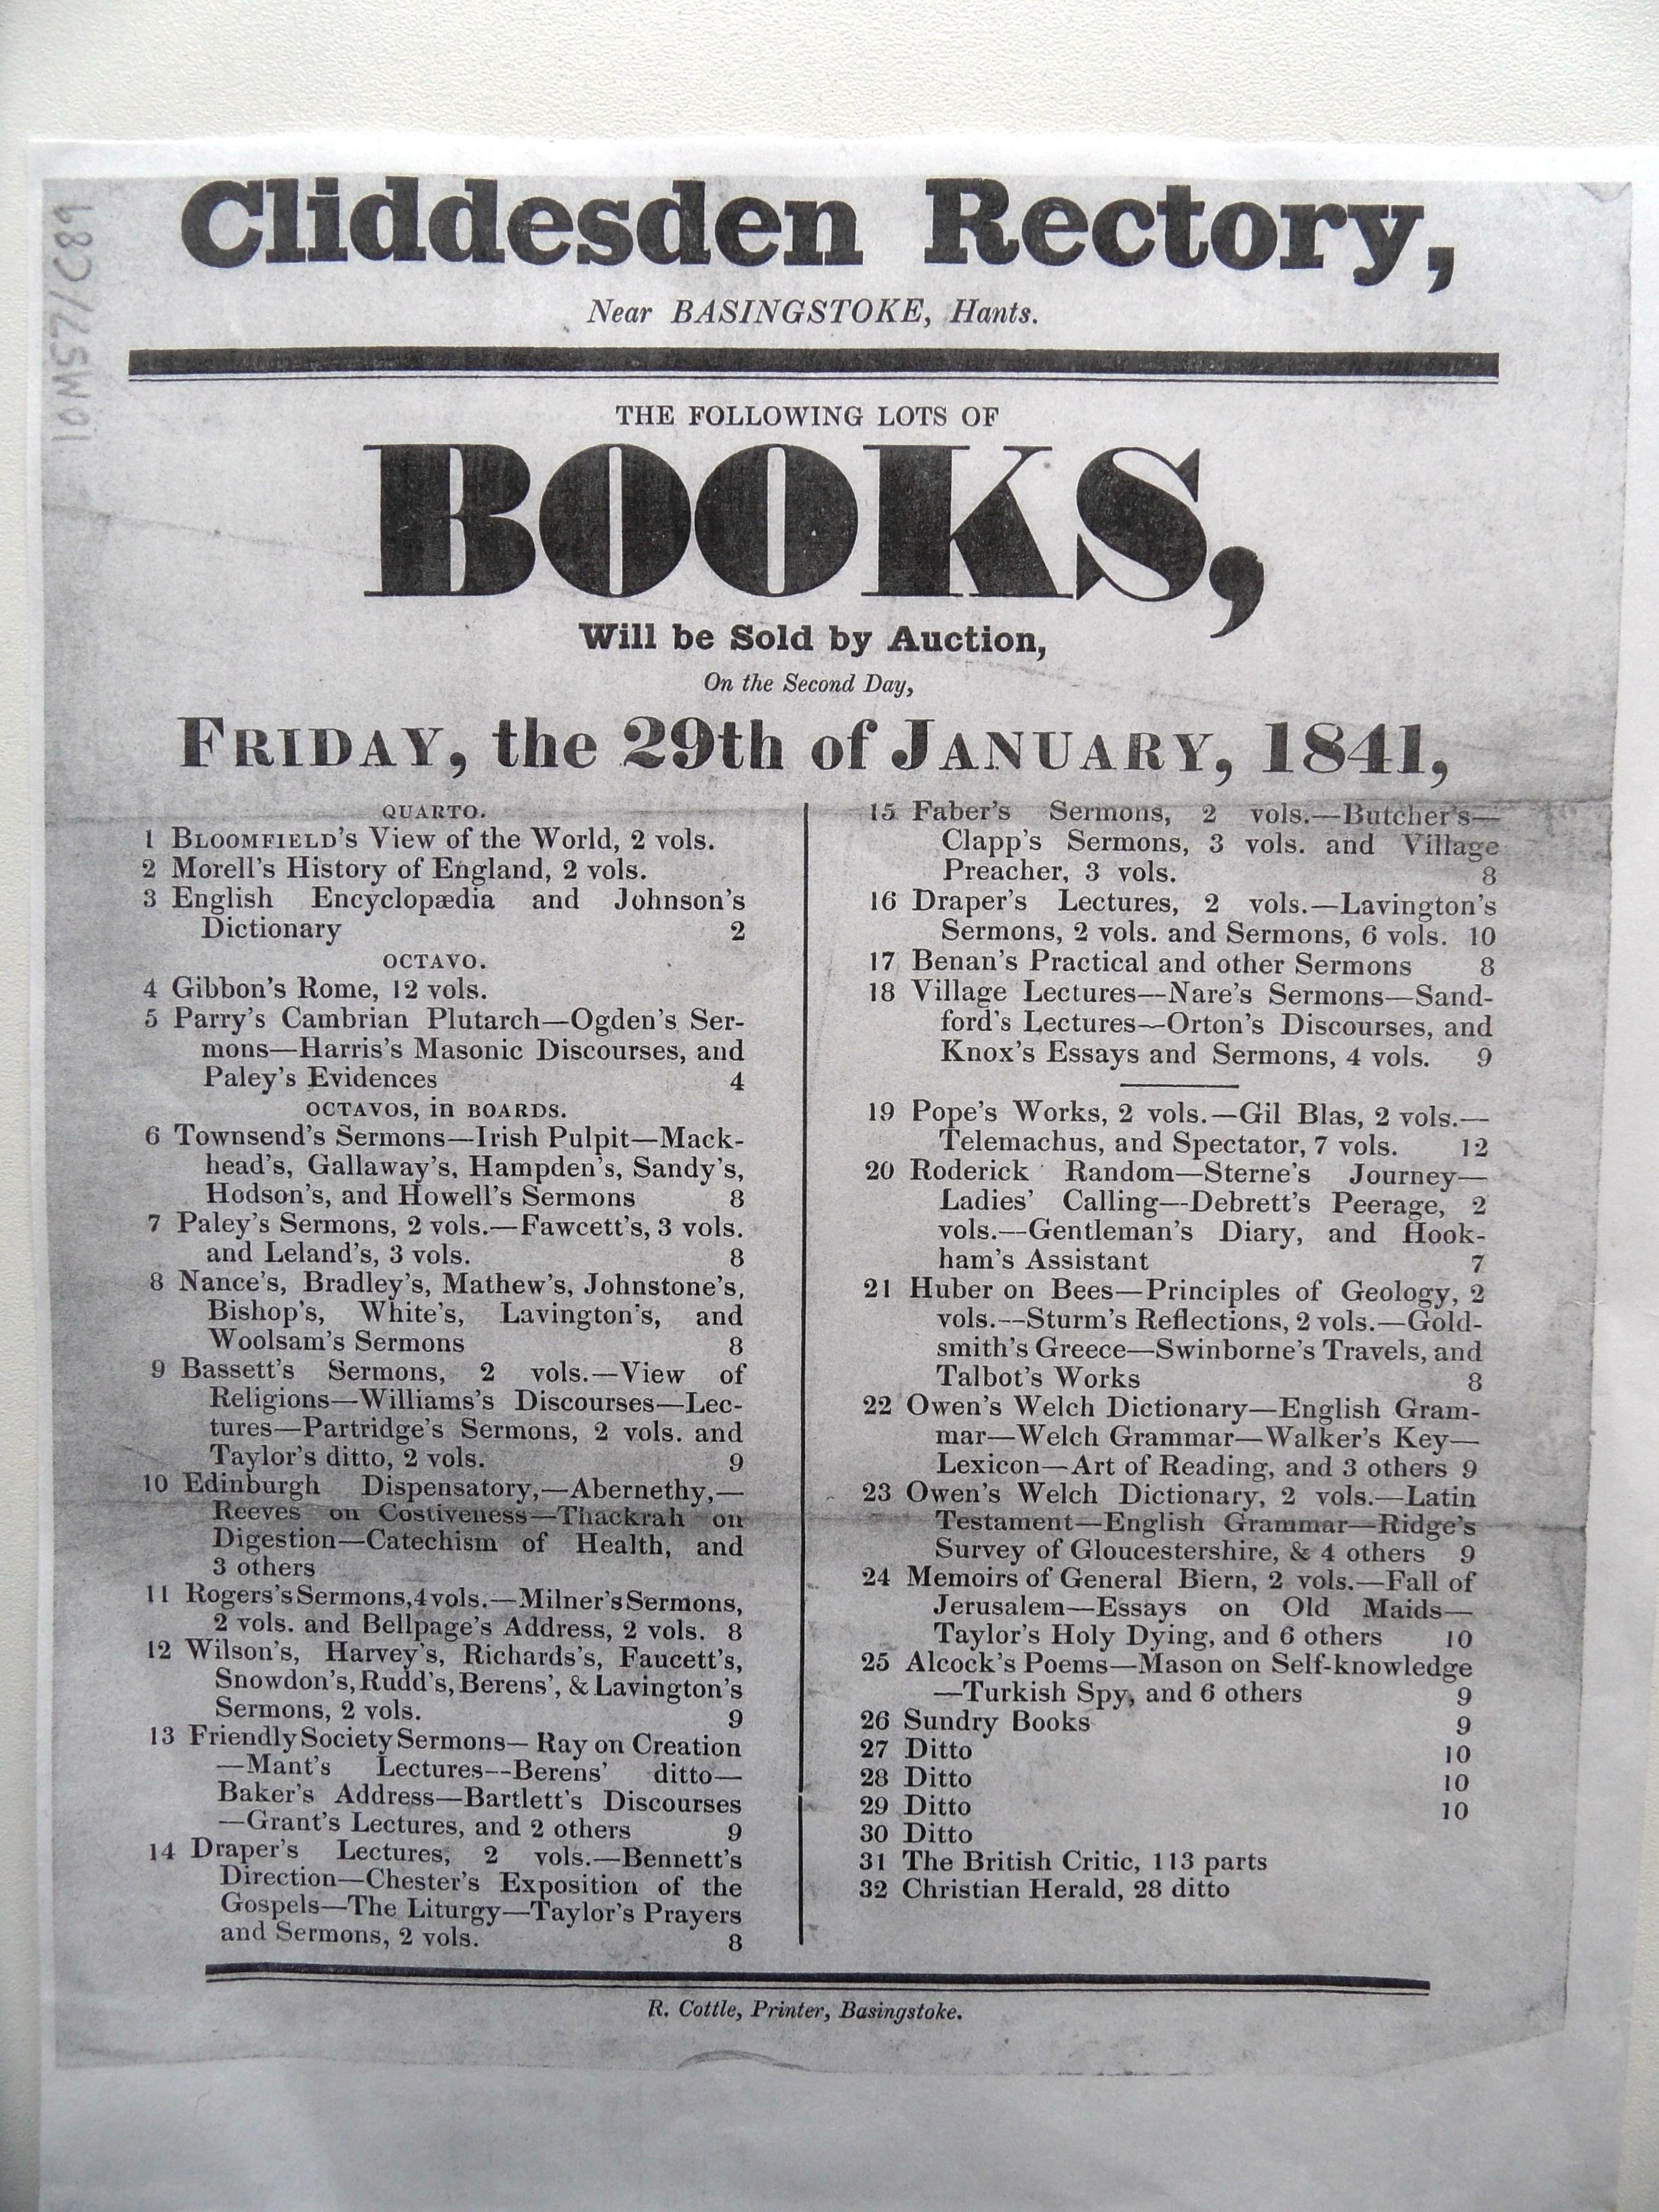 10M57/C89
Cliddesden Rectory,
Near BASINGSTOKE, Hants.
THE FOLLOWING LOTS OF
BOOKS,
Will be Sold by Auction,
On the Second Day,
FRIDAY, the 29th of JANUARY, 1841,
QUARTO.
1 BLOOMFIELD'S View of the World, 2 vols.
2 Morell's History of England, 2 vols.
3 English Encyclopædia and Johnson's
Dictionary 2
OCTAVO.
4 Gibbon's Rome, 12 vols.
5 Parry's Cambrian Plutarch—Ogden's Ser-
mons—Harris's Masonic Discourses, and
Paley's Evidences 4
OCTAVOS, in BOARDS.
6 Townsend's Sermons—Irish Pulpit—Mack-
head's, Gallaway's, Hampden's, Sandy's,
Hodson's, and Howell's Sermons 8
7 Paley's Sermons, 2 vols.—Fawcett's, 3 vols.
and Leland's, 3 vols. 8
8 Nance's, Bradley's, Mathew's, Johnstone's,
Bishop's, White's, Lavington's, and
Woolsam's Sermons 8
9 Bassett's Sermons, 2 vols.—View of
Religions—Williams's Discourses—Lec-
tures—Partridge's Sermons, 2 vols. and
Taylor's ditto, 2 vols. 9
10 Edinburgh Dispensatory,—Abernethy,—
Reeves on Costiveness—Thackrah on
Digestion—Catechism of Health, and
3 others
11 Rogers's Sermons, 4 vols.—Milner's Sermons,
2 vols. and Bellpage's Address, 2 vols. 8
12 Wilson's, Harvey's, Richards's, Faucett's,
Snowdon's, Rudd's, Berens', & Lavington's
Sermons, 2 vols. 9
13 Friendly Society Sermons—Ray on Creation
—Mant's Lectures--Berens' ditto—
Baker's Address—Bartlett's Discourses
—Grant's Lectures, and 2 others 9
14 Draper's Lectures, 2 vols.—Bennett's
Direction—Chester's Exposition of the
Gospels—The Liturgy—Taylor's Prayers
and Sermons, 2 vols. 8
15 Faber's Sermons, 2 vols.—Butcher's—
Clapp's Sermons, 3 vols. and Village
Preacher, 3 vols. 8
16 Draper's Lectures, 2 vols.—Lavington's
Sermons, 2 vols. and Sermons, 6 vols. 10
17 Benan's Practical and other Sermons 8
18 Village Lectures—Nare's Sermons—Sand-
ford's Lectures—Orton's Discourses, and
Knox's Essays and Sermons, 4 vols. 9
19 Pope's Works, 2 vols.—Gil Blas, 2 vols.—
Telemachus, and Spectator, 7 vols. 12
20 Roderick Random—Sterne's Journey—
Ladies' Calling—Debrett's Peerage, 2
vols.—Gentleman's Diary, and Hook-
ham's Assistant 7
21 Huber on Bees—Principles of Geology, 2
vols.—Sturm's Reflections, 2 vols.—Gold-
smith's Greece—Swinborne's Travels, and
Talbot's Works 8
22 Owen's Welch Dictionary—English Gram-
mar—Welch Grammar—Walker's Key—
Lexicon—Art of Reading, and 3 others 9
23 Owen's Welch Dictionary, 2 vols.—Latin
Testament—English Grammar—Ridge's
Survey of Gloucestershire, & 4 others 9
24 Memoirs of General Biern, 2 vols.—Fall of
Jerusalem—Essays on Old Maids—
Taylor's Holy Dying, and 6 others 10
25 Alcock's Poems—Mason on Self-knowledge
—Turkish Spy, and 6 others 9
26 Sundry Books 9
27 Ditto 10
28 Ditto 10
29 Ditto 10
30 Ditto
31 The British Critic, 113 parts
32 Christian Herald, 28 ditto
R. Cottle, Printer, Basingstoke.